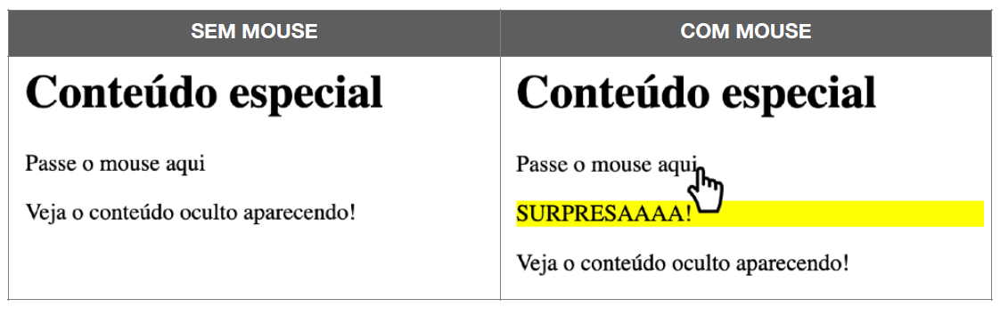 SEM MOUSE
COM MOUSE
Conteúdo especial
Passe o mouse aqui
Veja o conteúdo oculto aparecendo!
Conteúdo especial
Passe o mouse aqui
SURPRESAAAA!
Veja o conteúdo oculto aparecendo!